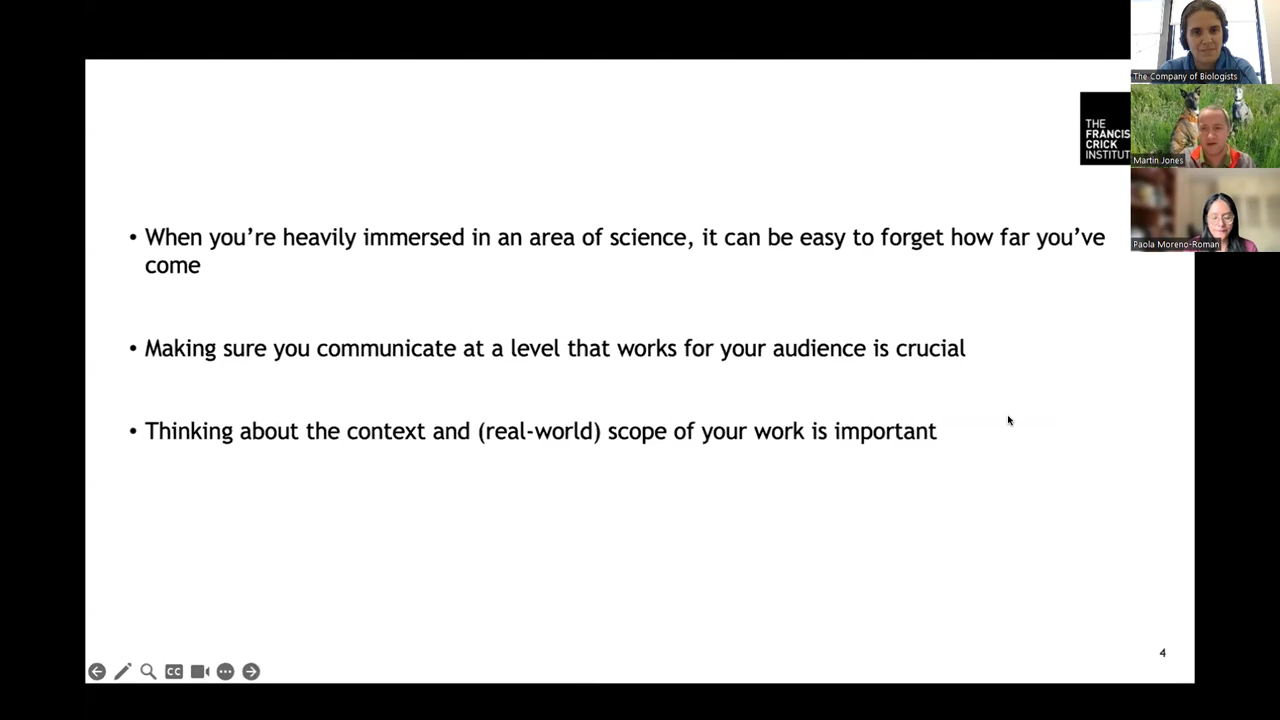 The Company of Biologists
THE
FRANCIS
CRICK
INSTITUT
Martin Jones
Paola Moreno-Roman
• When you’re heavily immersed in an area of science, it can be easy to forget how far you’ve
come
• Making sure you communicate at a level that works for your audience is crucial
• Thinking about the context and (real-world) scope of your work is important
CC
4